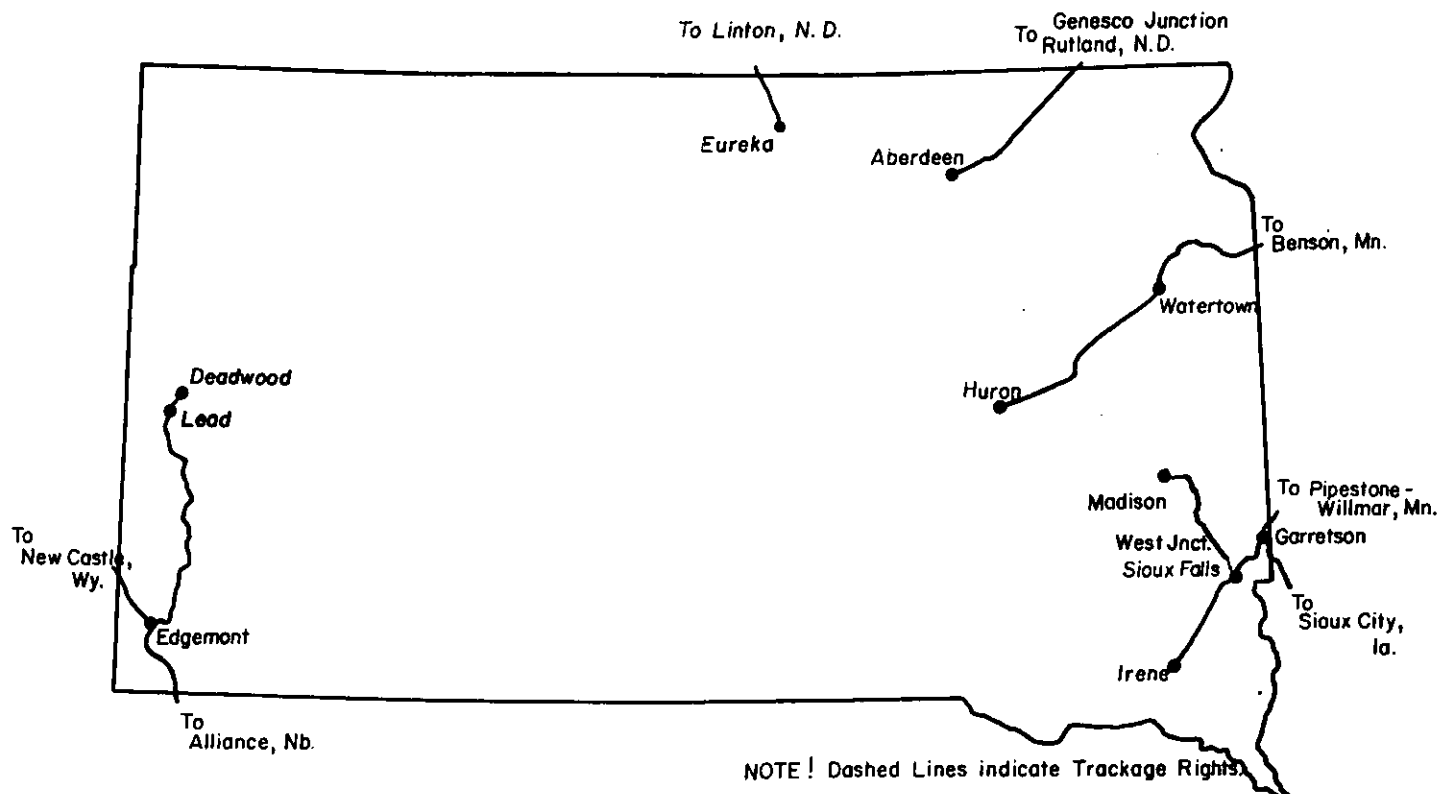 To Linton, N. D.
To Genesco Junction
Rutland, N.D.
Eureka
Aberdeen
To
Benson, Mn.
Watertown
Deadwood
Lead
Huron
Madison
To Pipestone -
Willmar, Mn.
West Jnct.
Garretson
Sioux Falls
To
New Castle,
Wy.
To
Sioux City,
Ia.
Edgemont
Irene
To
Alliance, Nb.
NOTE ! Dashed Lines indicate Trackage Rights.